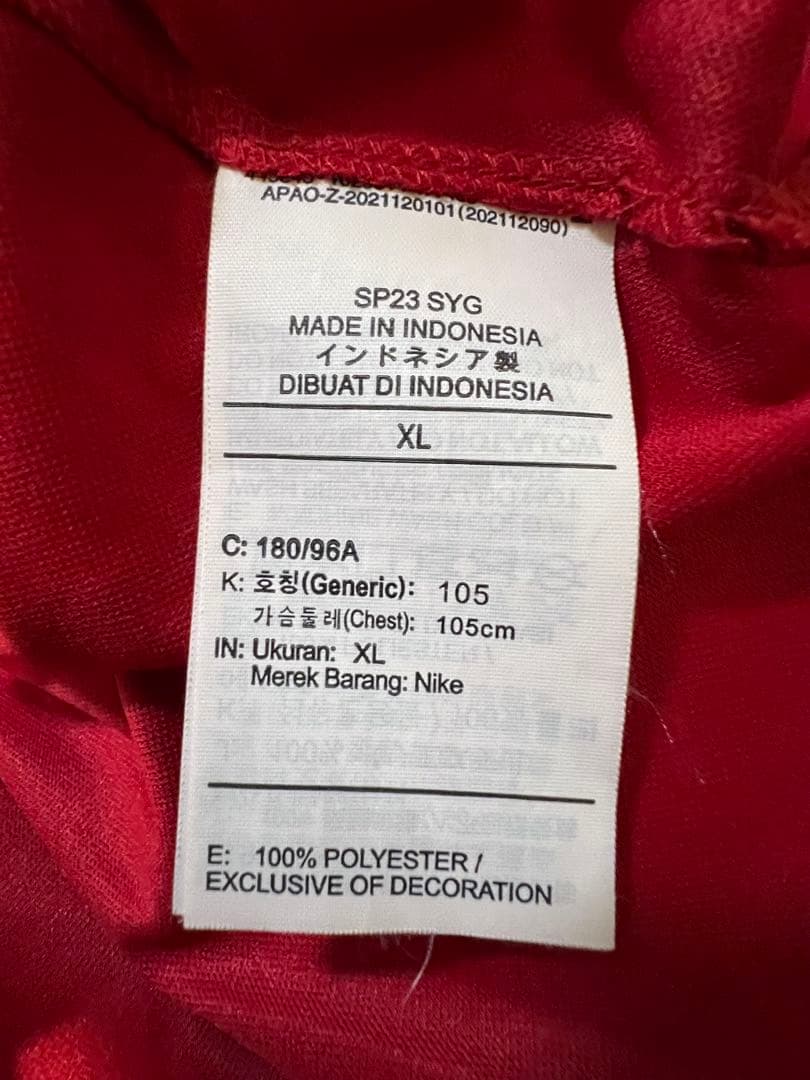 APAO-Z-2021120101(202112090)
SP23 SYG
MADE IN INDONESIA
インドネシア製
DIBUAT DI INDONESIA
XL
C: 180/96A
K: 호칭(Generic): 105
가슴둘레(Chest): 105cm
IN: Ukuran: XL
Merek Barang: Nike
E: 100% POLYESTER /
EXCLUSIVE OF DECORATION